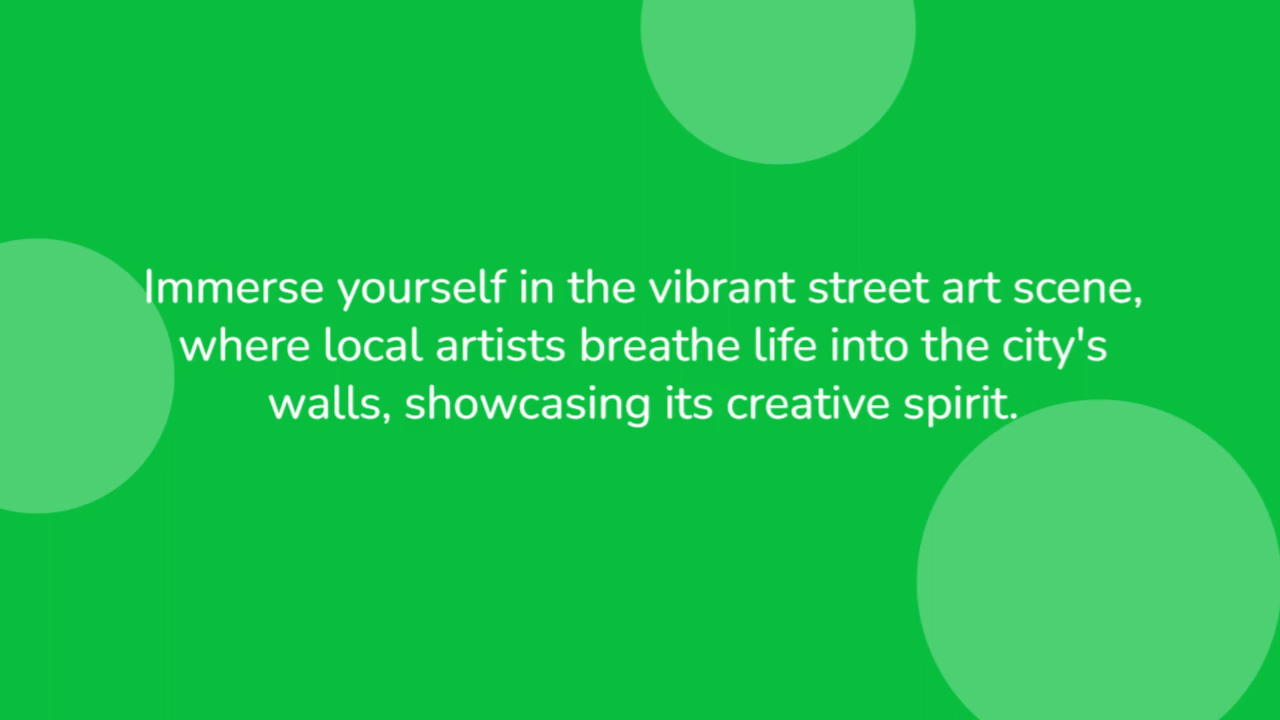 Immerse yourself in the vibrant street art scene,
where local artists breathe life into the city's
walls, showcasing its creative spirit.